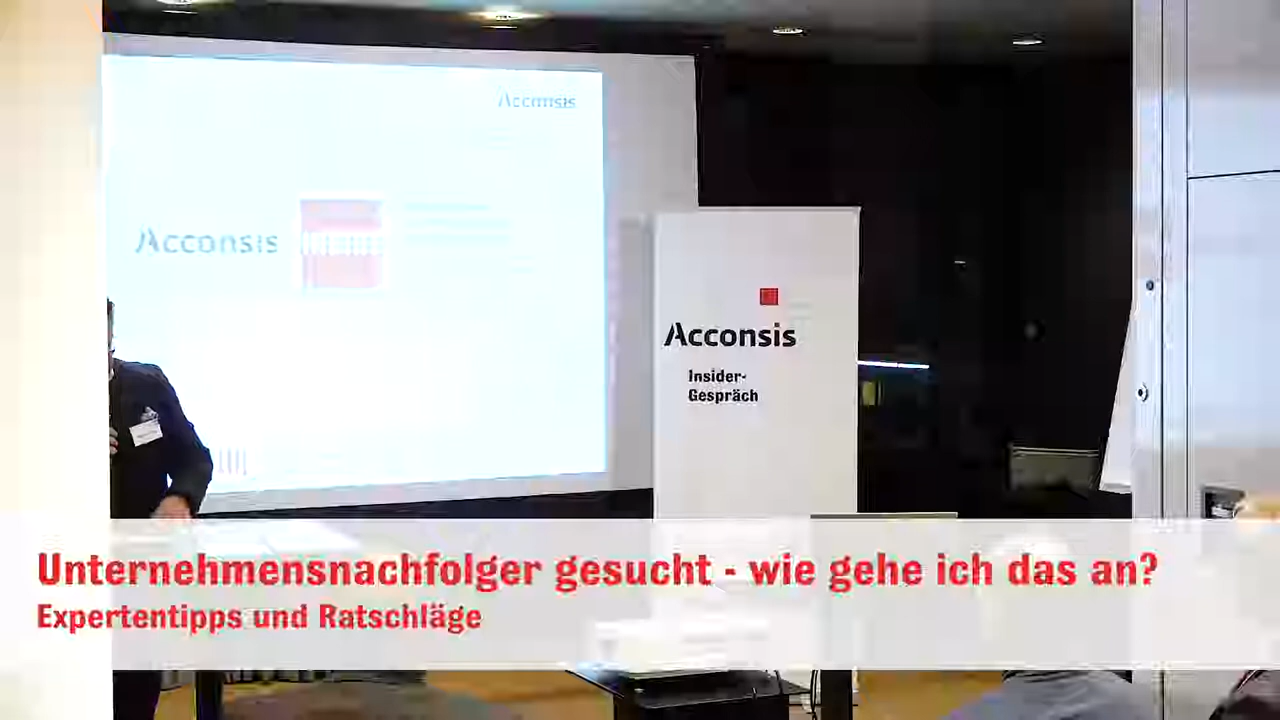 Acconsis
Acconsis
Acconsis
Insider-
Gespräch
Unternehmensnachfolger gesucht - wie gehe ich das an?
Expertentipps und Ratschläge